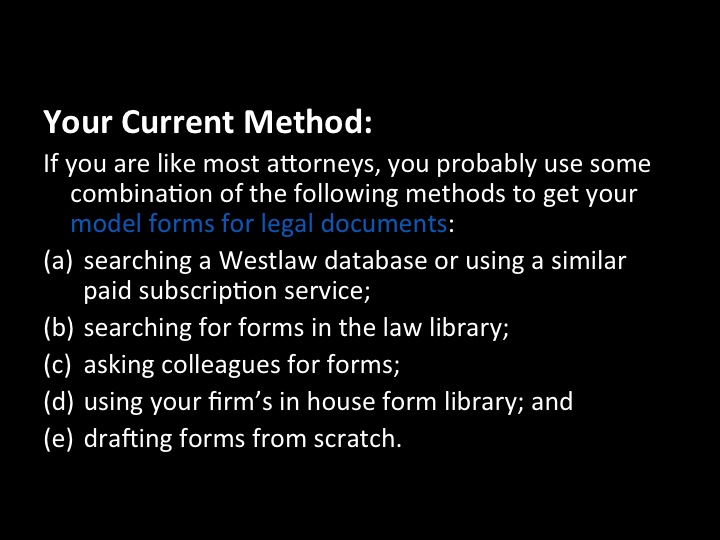 Your Current Method:
If you are like most attorneys, you probably use some
combination of the following methods to get your
model forms for legal documents:
(a) searching a Westlaw database or using a similar
paid subscription service;
(b) searching for forms in the law library;
(c) asking colleagues for forms;
(d) using your firm’s in house form library; and
(e) drafting forms from scratch.